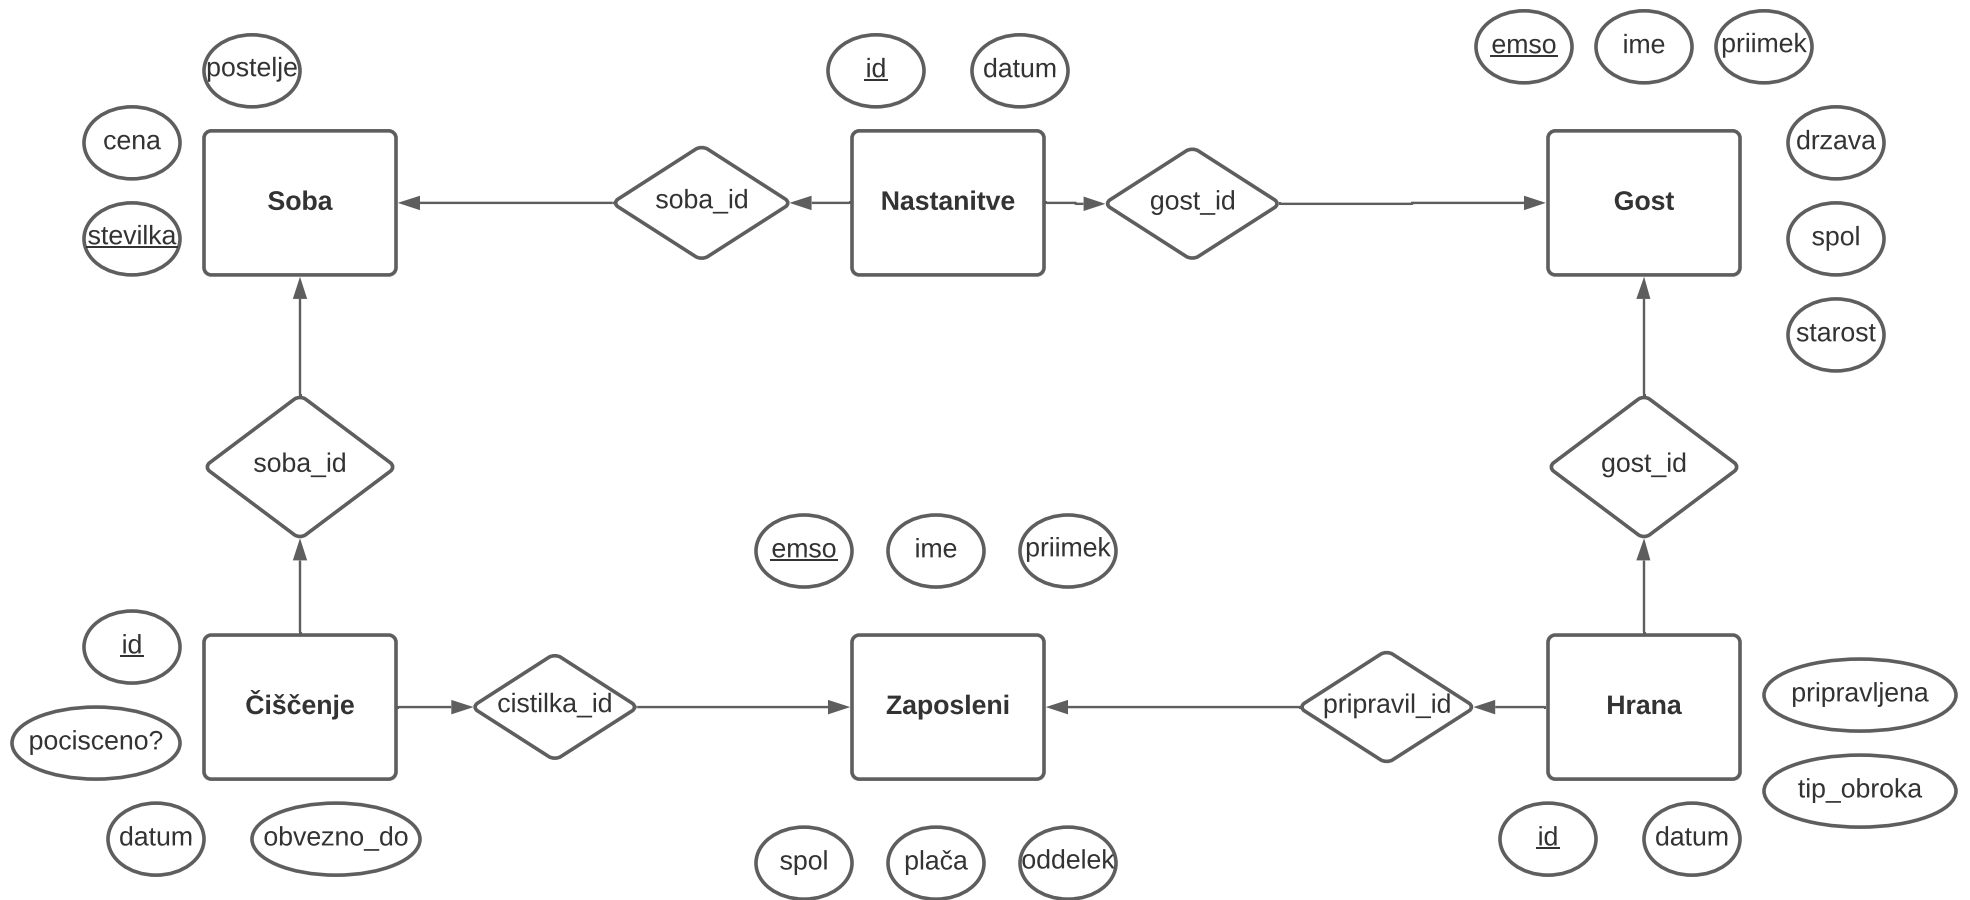 emso
ime
priimek
postelje
id
datum
cena
drzava
Soba
soba_id
Nastanitve
gost_id
Gost
stevilka
spol
starost
soba_id
gost_id
emso
ime
priimek
id
Čiščenje
cistilka_id
Zaposleni
pripravil_id
Hrana
pripravljena
pocisceno?
tip_obroka
datum
obvezno_do
id
datum
spol
plača
oddelek